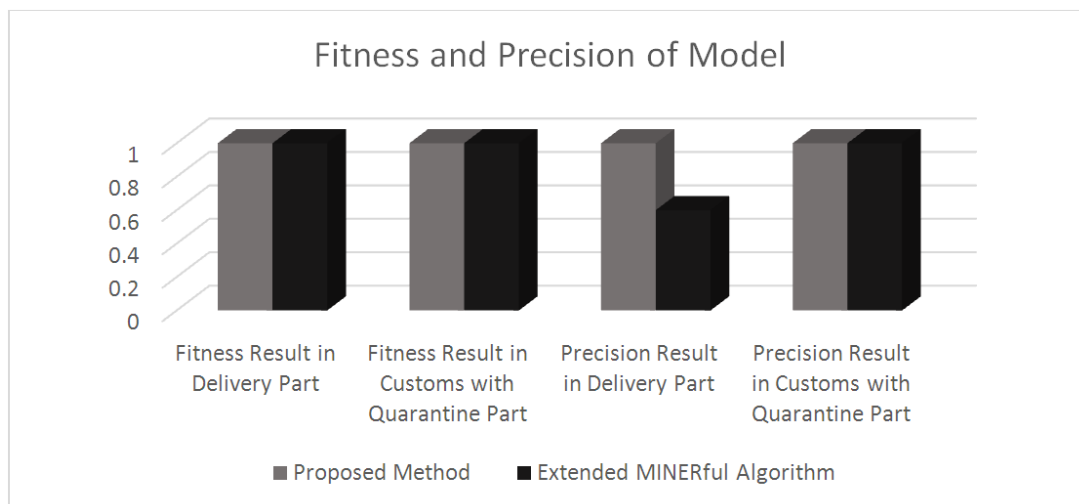 Fitness and Precision of Model
1
0.8
0.6
0.4
0.2
0
Fitness Result in
Delivery Part
Fitness Result in
Customs with
Quarantine Part
Precision Result
in Delivery Part
Precision Result
in Customs with
Quarantine Part
Proposed Method
Extended MINERful Algorithm